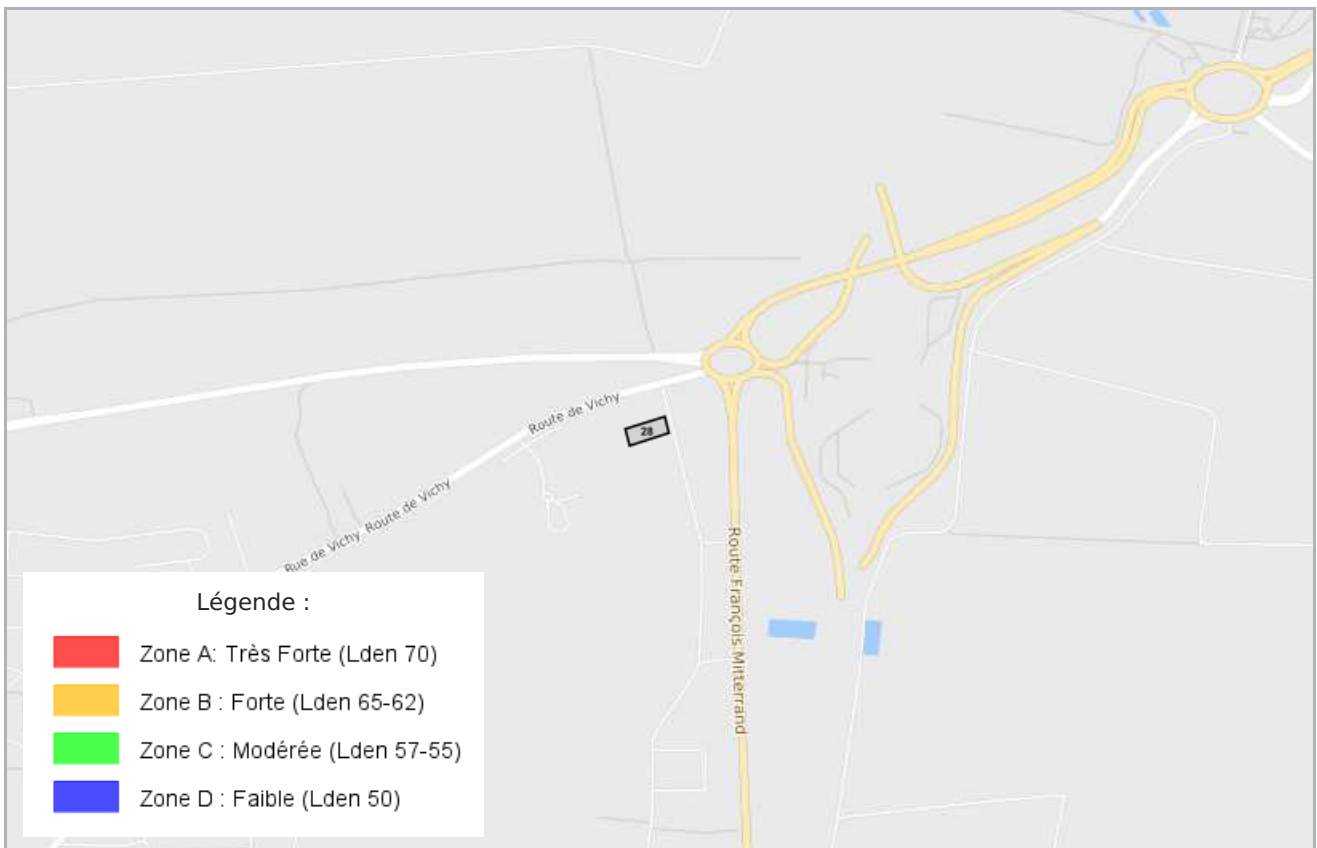 Route de Vichy
28
Route de Vichy
Rue de Vichy
Route François Mitterrand
Légende :
Zone A: Très Forte (Lden 70)
Zone B : Forte (Lden 65-62)
Zone C : Modérée (Lden 57-55)
Zone D : Faible (Lden 50)